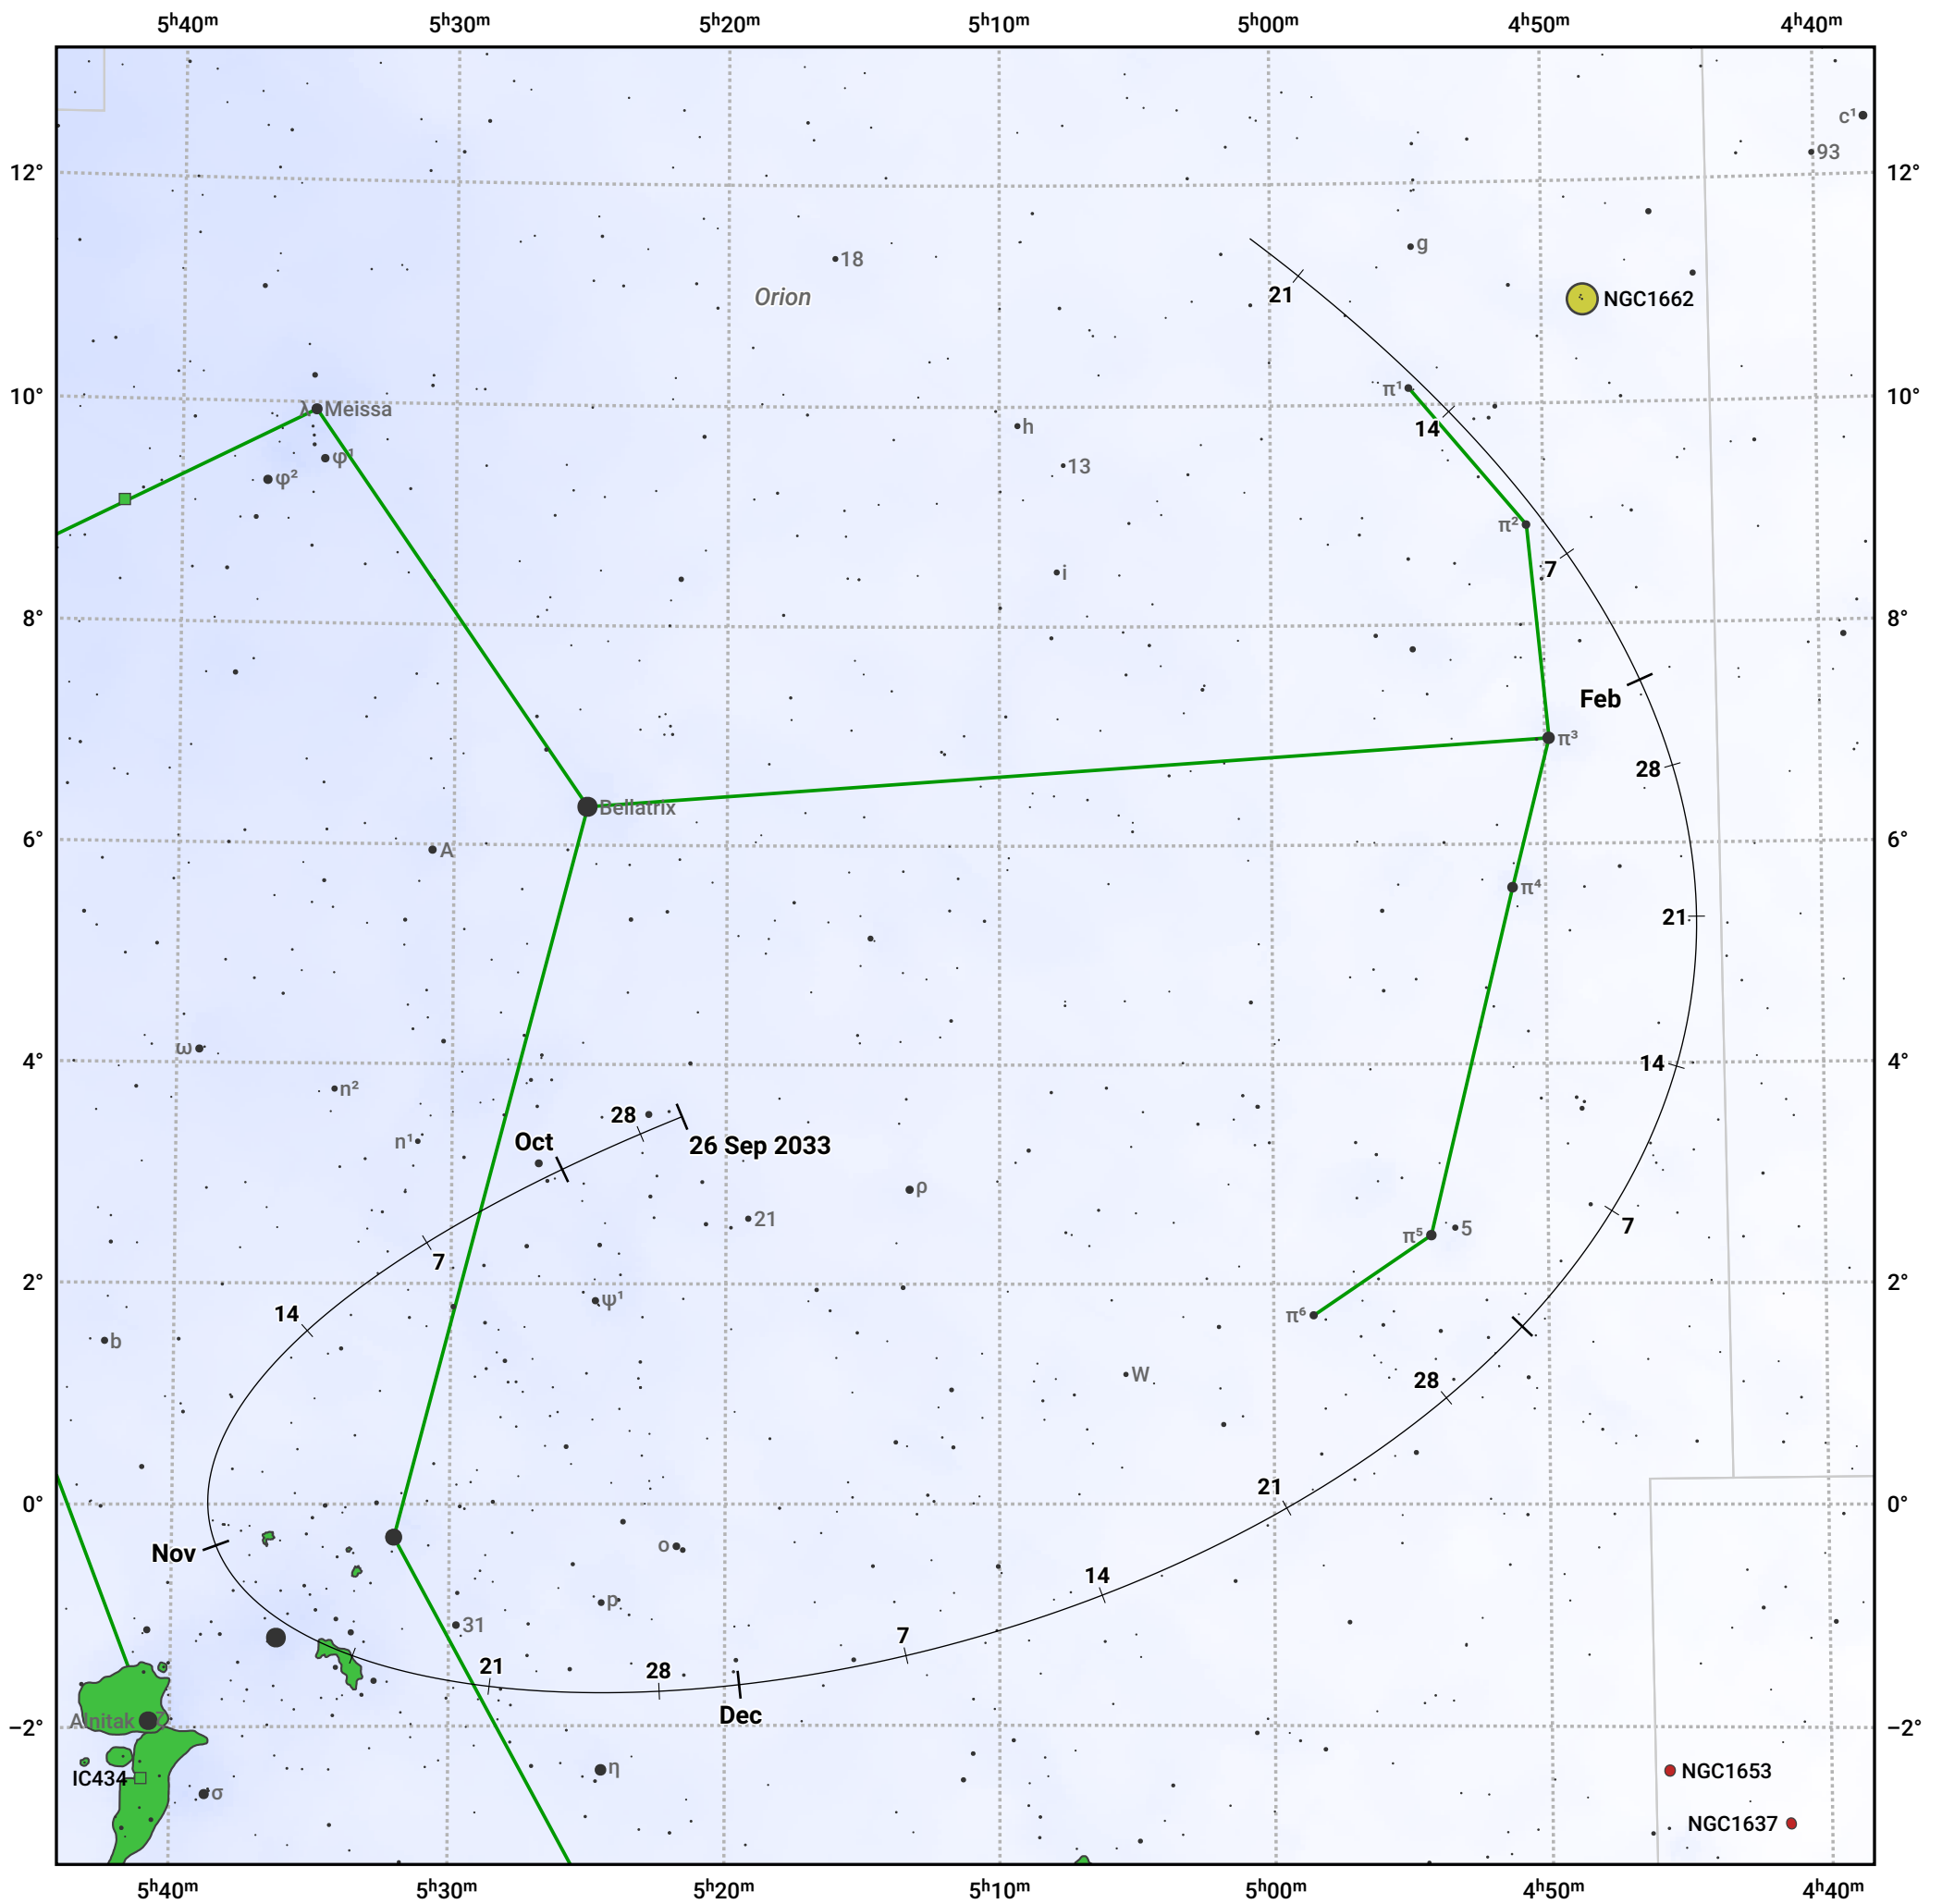 5ʰ40ᵐ 5ʰ30ᵐ 5ʰ20ᵐ 5ʰ10ᵐ 5ʰ00ᵐ 4ʰ50ᵐ 4ʰ40ᵐ
c¹
93
12° 12°
g
18
Orion
21
NGC1662
π¹
10° 10°
λ Meissa
h
14
φ¹
13
φ²
π²
7
i
8° 8°
Feb
π³
28
Bellatrix
6° 6°
A
π⁴
21
ω
4° 4°
14
n²
28
Oct
n¹
26 Sep 2033
ρ
21
7
5
π⁵
7
2° 2°
ψ¹
14
π⁶
b
W
28
21
0° 0°
o
Nov
14
p
31
7
21
28
Dec
Alnitak ζ
−2° −2°
η
NGC1653
IC434
σ
NGC1637
5ʰ40ᵐ 5ʰ30ᵐ 5ʰ20ᵐ 5ʰ10ᵐ 5ʰ00ᵐ 4ʰ50ᵐ 4ʰ40ᵐ